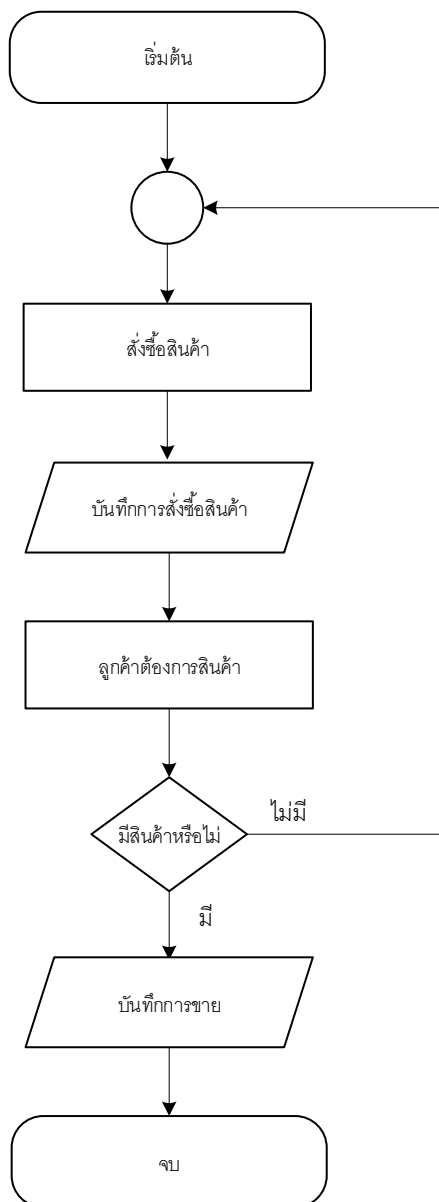 เริ่มต้น
สั่งซื้อสินค้า
บันทึกการสั่งซื้อสินค้า
ลูกค้าต้องการสินค้า
มีสินค้าหรือไม่
ไม่มี
มี
บันทึกการขาย
จบ